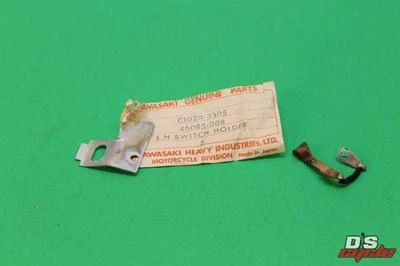 KAWASAKI GENUINE PARTS
C1020 3305
46085-008
L.H SWITCH HOLDER
5
KAWASAKI HEAVY INDUSTRIES, LTD.
MOTORCYCLE DIVISION Made in Japan
D'S
cycle